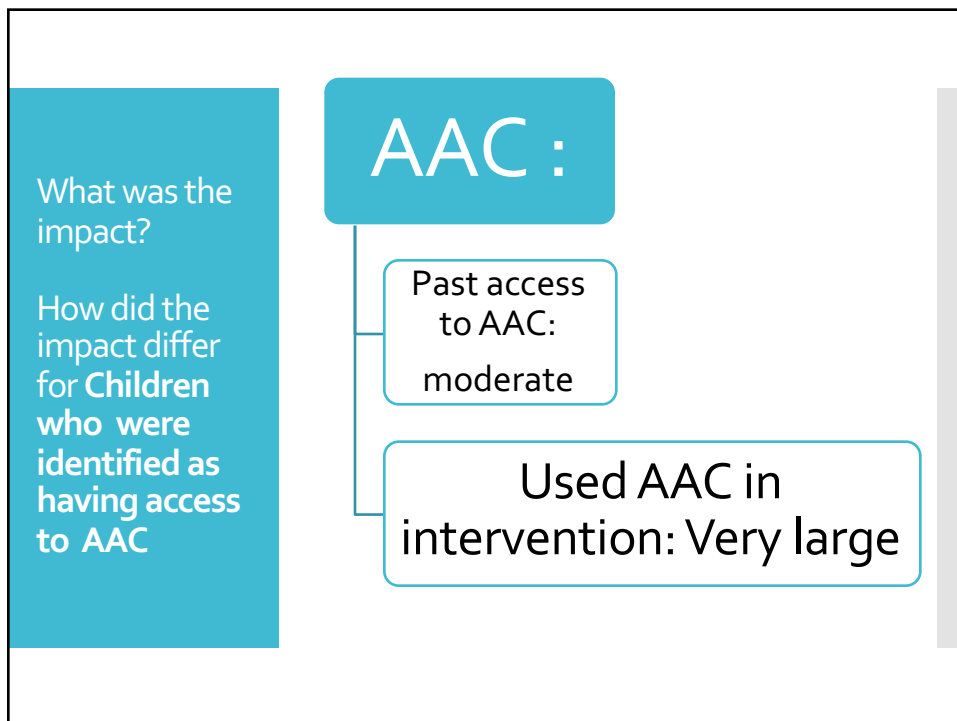 What was the
impact?
How did the
impact differ
for Children
who were
identified as
having access
to AAC
AAC :
Past access
to AAC:
moderate
Used AAC in
intervention: Very large